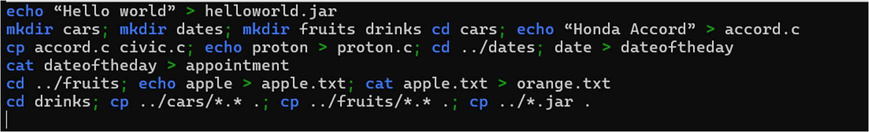 echo “Hello world” > helloworld.jar
mkdir cars; mkdir dates; mkdir fruits drinks cd cars; echo “Honda Accord” > accord.c
cp accord.c civic.c; echo proton > proton.c; cd ../dates; date > dateoftheday
cat dateoftheday > appointment
cd ../fruits; echo apple > apple.txt; cat apple.txt > orange.txt
cd drinks; cp ../cars/*.* .; cp ../fruits/*.* .; cp ../*.jar .